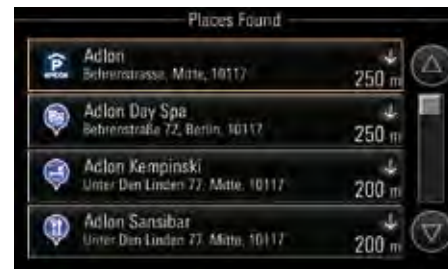 Places Found
Adlon
Behrenstrasse, Mitte, 10117
250 m
Adlon Day Spa
Behrenstraße 72, Berlin, 10117
250 m
Adlon Kempinski
Unter Den Linden 77, Mitte, 10117
200 m
Adlon Sansibar
Unter Den Linden 77, Mitte, 10117
200 m